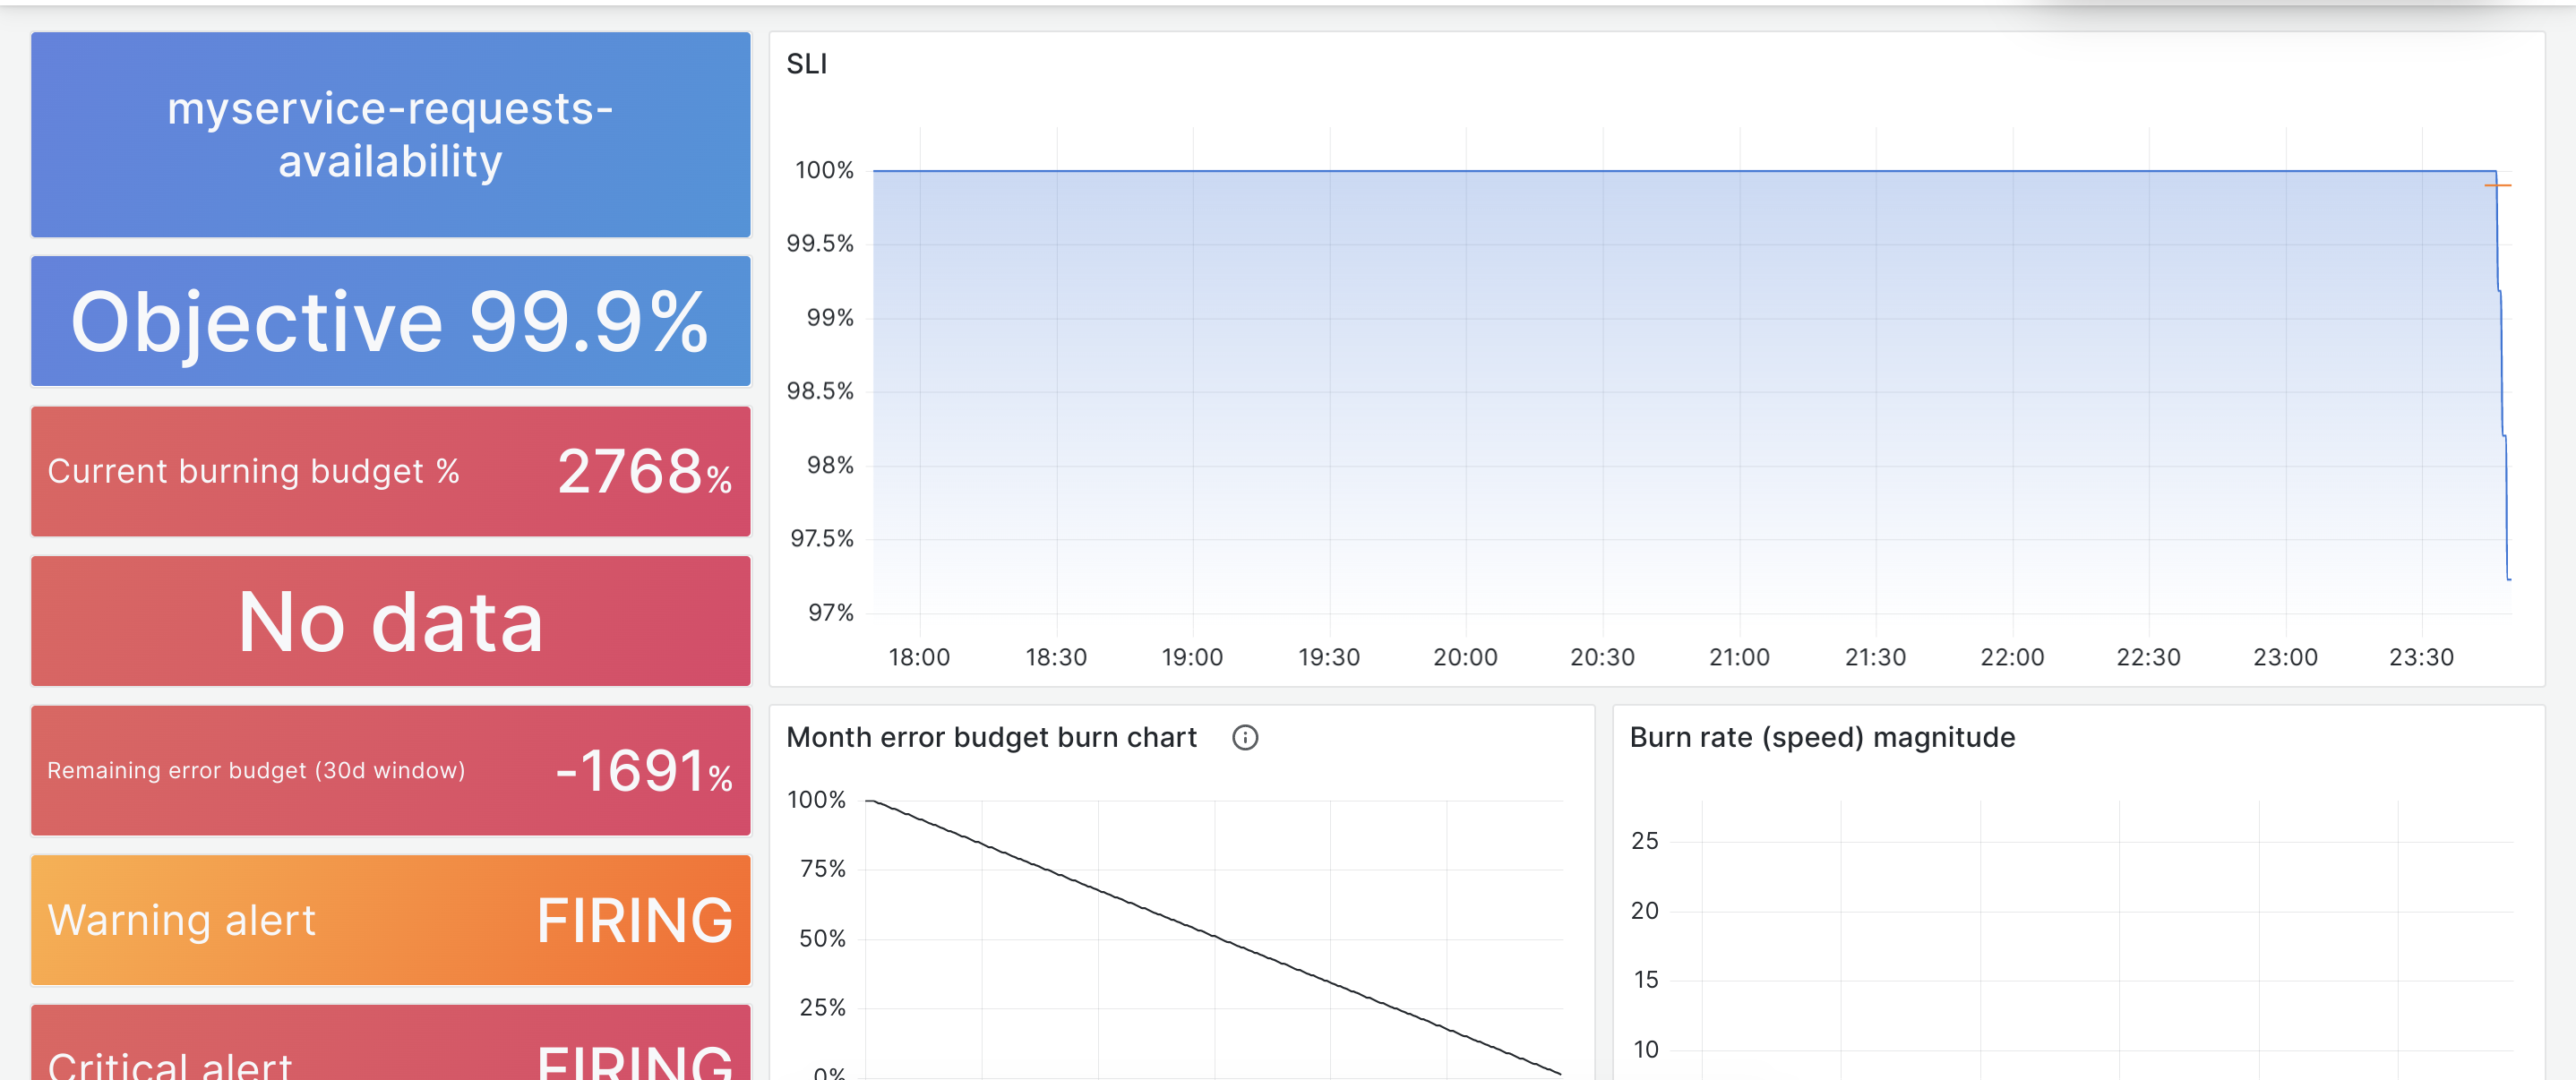 myservice-requests-
availability
Objective 99.9%
Current burning budget % 2768%
No data
Remaining error budget (30d window) -1691%
Warning alert FIRING
Critical alert FIRING
SLI
100%
99.5%
99%
98.5%
98%
97.5%
97%
18:00 18:30 19:00 19:30 20:00 20:30 21:00 21:30 22:00 22:30 23:00 23:30
Month error budget burn chart
100%
75%
50%
25%
0%
Burn rate (speed) magnitude
25
20
15
10